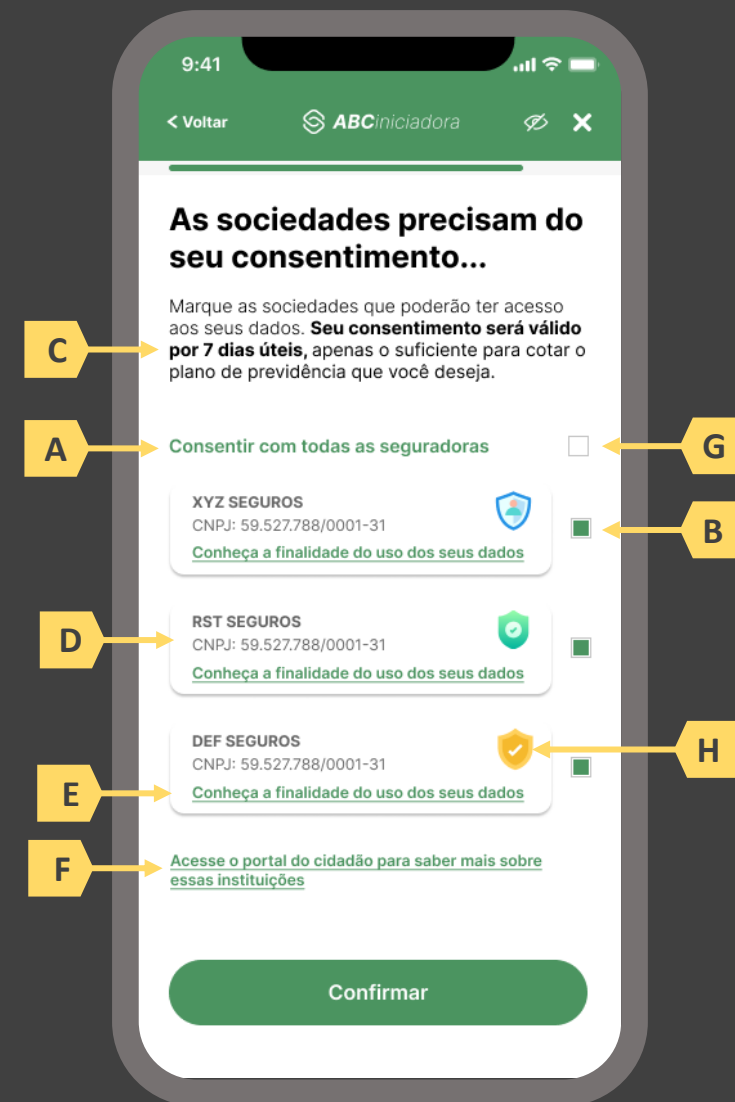 9:41
Voltar
ABCiniciadora
As sociedades precisam do
seu consentimento...
Marque as sociedades que poderão ter acesso
aos seus dados. Seu consentimento será válido
por 7 dias úteis, apenas o suficiente para cotar o
plano de previdência que você deseja.
C
A
Consentir com todas as seguradoras
G
XYZ SEGUROS
CNPJ: 59.527.788/0001-31
Conheça a finalidade do uso dos seus dados
B
D
RST SEGUROS
CNPJ: 59.527.788/0001-31
Conheça a finalidade do uso dos seus dados
DEF SEGUROS
CNPJ: 59.527.788/0001-31
Conheça a finalidade do uso dos seus dados
H
E
F
Acesse o portal do cidadão para saber mais sobre
essas instituições
Confirmar